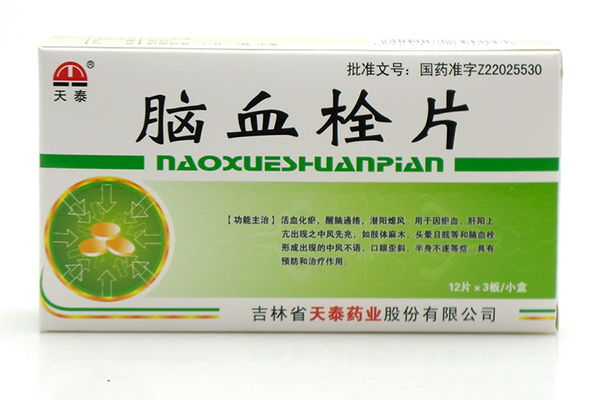 天泰®
批准文号：国药准字Z22025530
脑血栓片
NAOXUESHUANPIAN
【功能主治】活血化瘀，醒脑通络，潜阳熄风。用于因瘀血、肝阳上
亢出现之中风先兆，如肢体麻木、头晕目眩等和脑血栓
形成出现的中风不语、口眼歪斜、半身不遂等症，具有
预防和治疗作用。
12片×3板/小盒
吉林省天泰药业股份有限公司